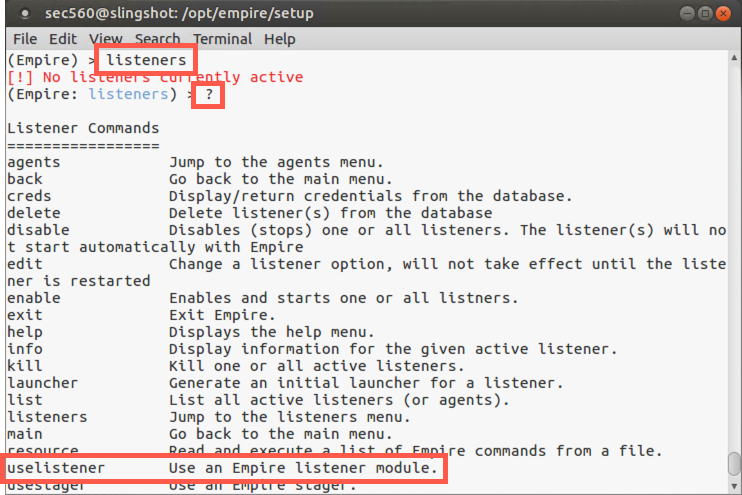 sec560@slingshot: /opt/empire/setup
File Edit View Search Terminal Help
(Empire) > listeners
[!] No listeners currently active
(Empire: listeners) > ?
Listener Commands
=================
agents Jump to the agents menu.
back Go back to the main menu.
creds Display/return credentials from the database.
delete Delete listener(s) from the database
disable Disables (stops) one or all listeners. The listener(s) will no
t start automatically with Empire
edit Change a listener option, will not take effect until the liste
ner is restarted
enable Enables and starts one or all listners.
exit Exit Empire.
help Displays the help menu.
info Display information for the given active listener.
kill Kill one or all active listeners.
launcher Generate an initial launcher for a listener.
list List all active listeners (or agents).
listeners Jump to the listeners menu.
main Go back to the main menu.
resource Read and execute a list of Empire commands from a file.
uselistener Use an Empire listener module.
usestager Use an Empire stager.